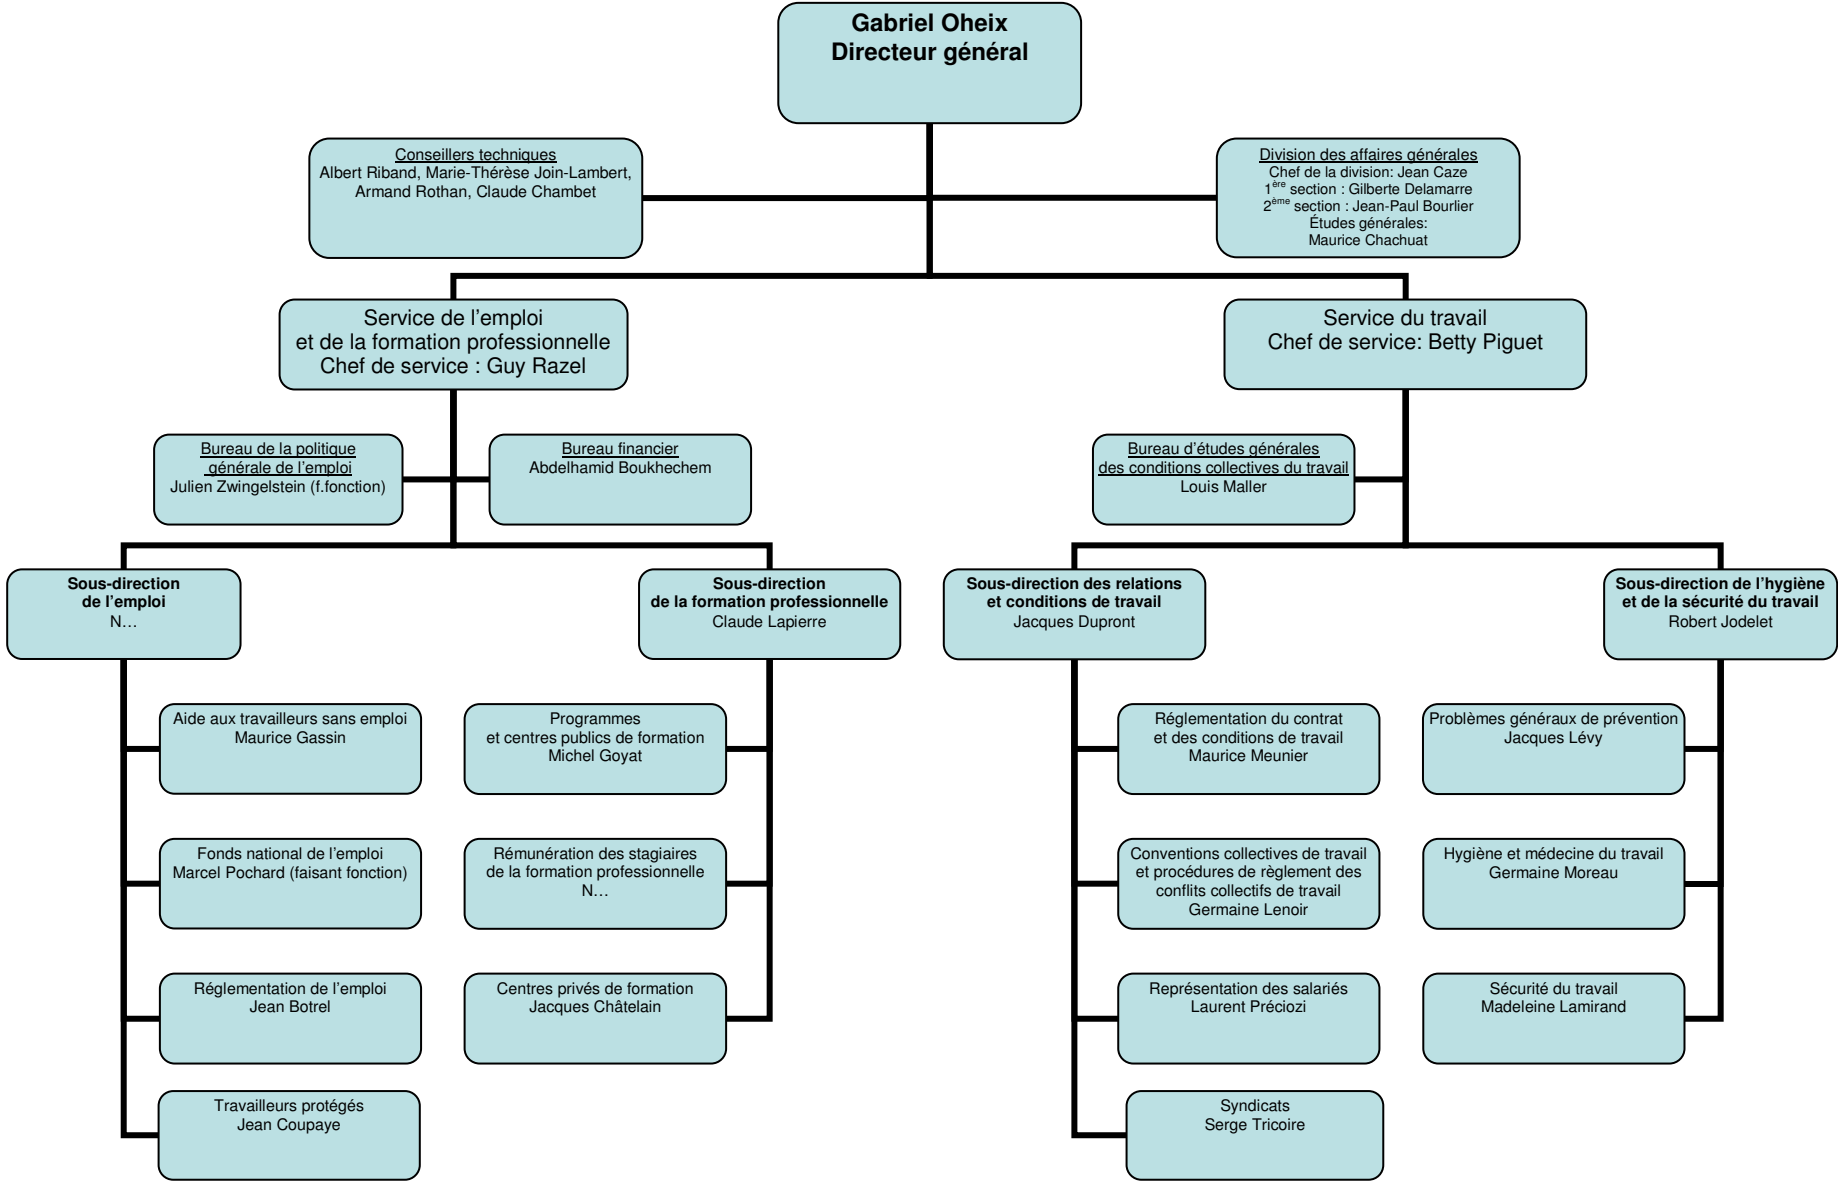 Gabriel Oheix
Directeur général
Conseillers techniques
Albert Riband, Marie-Thérèse Join-Lambert,
Armand Rothan, Claude Chambet
Division des affaires générales
Chef de la division: Jean Caze
1ère section : Gilberte Delamarre
2ème section : Jean-Paul Bourlier
Études générales:
Maurice Chachuat
Service de l’emploi
et de la formation professionnelle
Chef de service : Guy Razel
Service du travail
Chef de service: Betty Piguet
Bureau de la politique
générale de l’emploi
Julien Zwingelstein (f.fonction)
Bureau financier
Abdelhamid Boukhechem
Bureau d’études générales
des conditions collectives du travail
Louis Maller
Sous-direction
de l’emploi
N…
Sous-direction
de la formation professionnelle
Claude Lapierre
Sous-direction des relations
et conditions de travail
Jacques Dupront
Sous-direction de l’hygiène
et de la sécurité du travail
Robert Jodelet
Aide aux travailleurs sans emploi
Maurice Gassin
Programmes
et centres publics de formation
Michel Goyat
Réglementation du contrat
et des conditions de travail
Maurice Meunier
Problèmes généraux de prévention
Jacques Lévy
Fonds national de l’emploi
Marcel Pochard (faisant fonction)
Rémunération des stagiaires
de la formation professionnelle
N…
Conventions collectives de travail
et procédures de règlement des
conflits collectifs de travail
Germaine Lenoir
Hygiène et médecine du travail
Germaine Moreau
Réglementation de l’emploi
Jean Botrel
Centres privés de formation
Jacques Châtelain
Représentation des salariés
Laurent Préciozi
Sécurité du travail
Madeleine Lamirand
Travailleurs protégés
Jean Coupaye
Syndicats
Serge Tricoire